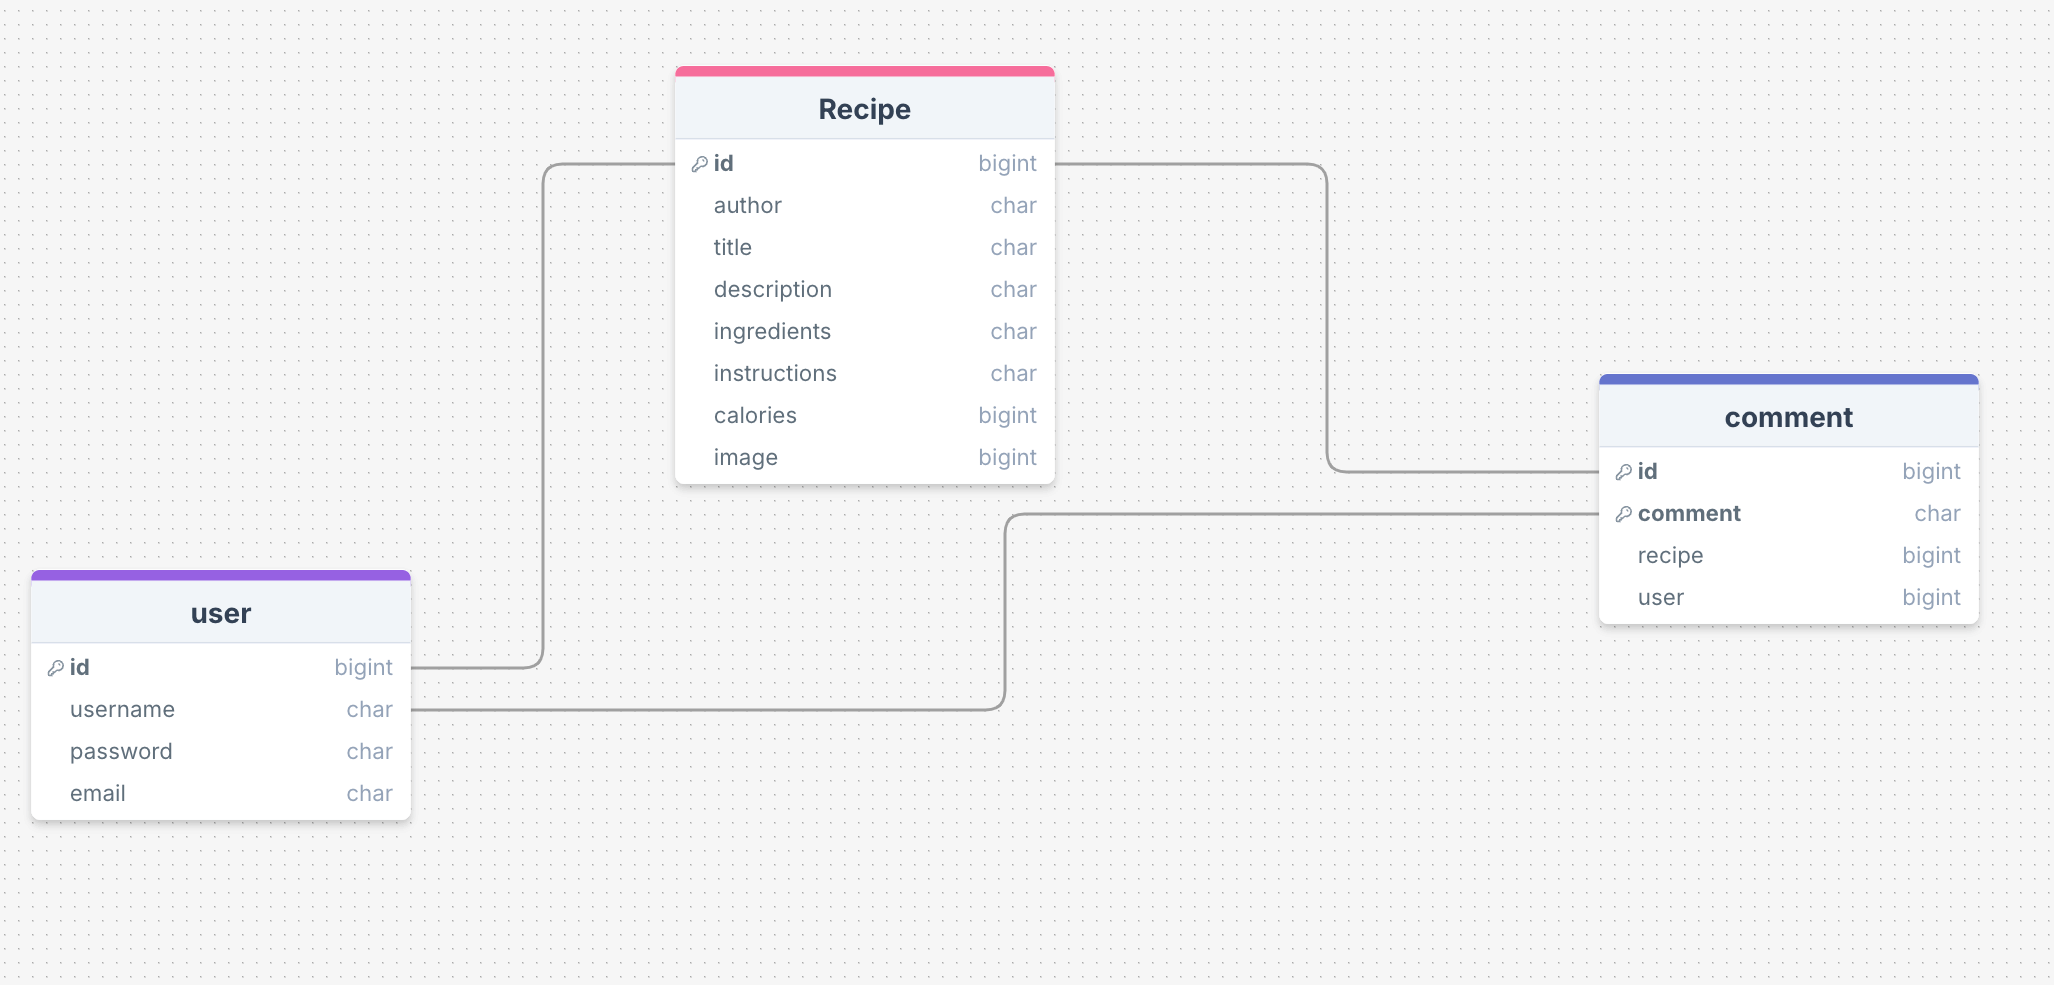 Recipe
id bigint
author char
title char
description char
ingredients char
instructions char
calories bigint
image bigint
comment
id bigint
comment char
recipe bigint
user bigint
user
id bigint
username char
password char
email char